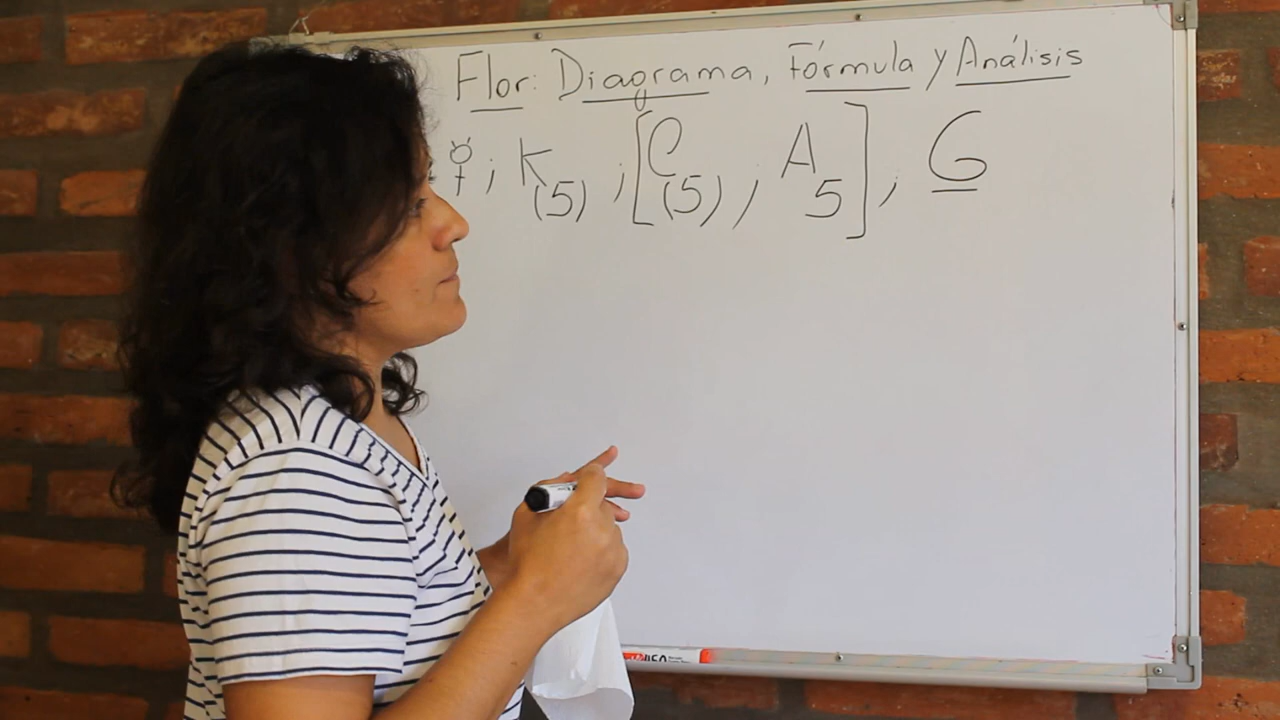 Flor: Diagrama, Fórmula y Análisis
☿; K(5); [C(5), A5], G